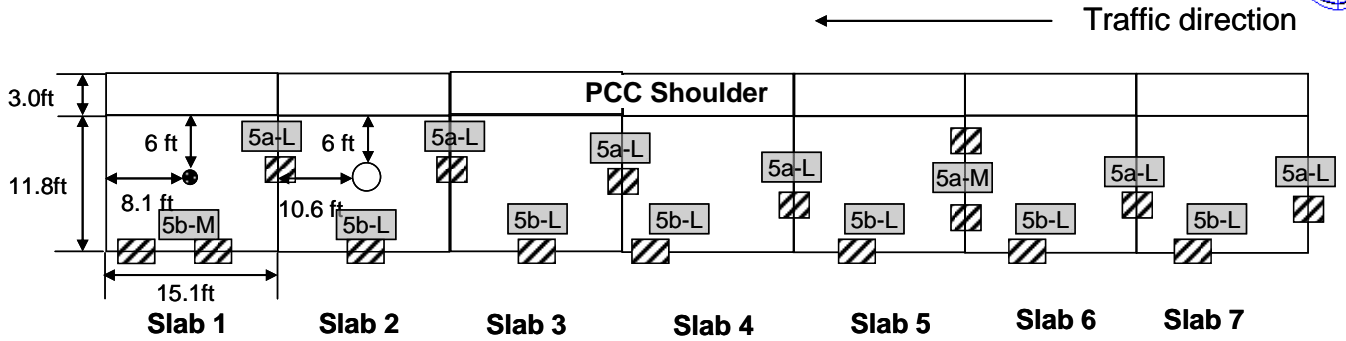 Traffic direction
3.0ft
PCC Shoulder
6 ft
5a-L
6 ft
5a-L
5a-L
5a-L
5a-M
5a-L
5a-L
11.8ft
8.1 ft
10.6 ft
5b-M
5b-L
5b-L
5b-L
5b-L
5b-L
5b-L
15.1ft
Slab 1
Slab 2
Slab 3
Slab 4
Slab 5
Slab 6
Slab 7